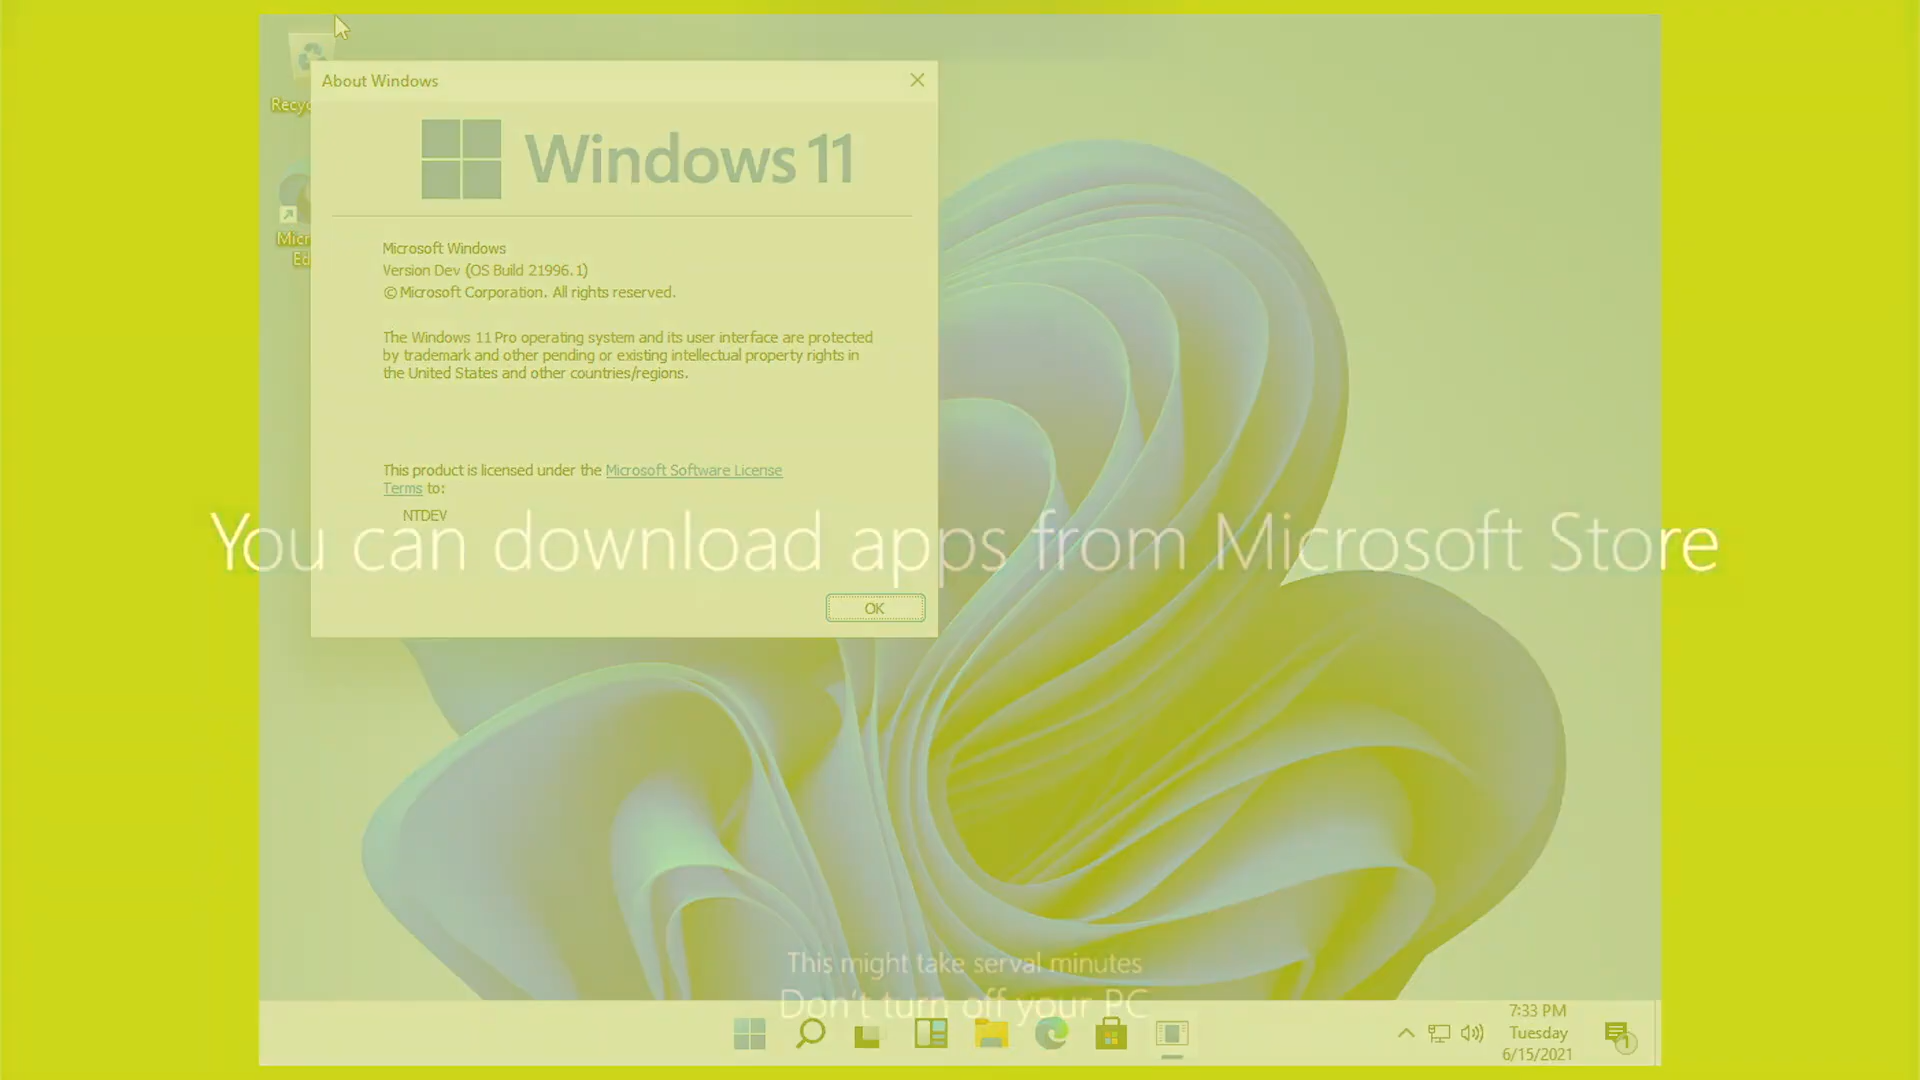 About Windows
Windows 11
Microsoft Windows
Version Dev (OS Build 21996.1)
© Microsoft Corporation. All rights reserved.
The Windows 11 Pro operating system and its user interface are protected
by trademark and other pending or existing intellectual property rights in
the United States and other countries/regions.
This product is licensed under the Microsoft Software License
Terms to:
NTDEV
You can download apps from Microsoft Store
OK
This might take serval minutes
Don't turn off your PC
7:33 PM
Tuesday
6/15/2021
1